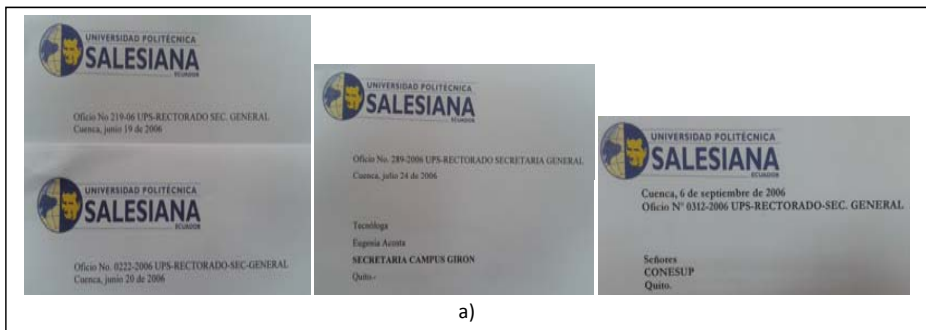 UNIVERSIDAD POLITÉCNICA
SALESIANA
ECUADOR
Oficio No 219-06 UPS-RECTORADO SEC. GENERAL
Cuenca, junio 19 de 2006
UNIVERSIDAD POLITÉCNICA
SALESIANA
ECUADOR
Oficio No. 0222-2006 UPS-RECTORADO-SEC-GENERAL
Cuenca, junio 20 de 2006
UNIVERSIDAD POLITÉCNICA
SALESIANA
ECUADOR
Oficio No. 289-2006 UPS-RECTORADO SECRETARIA GENERAL
Cuenca, julio 24 de 2006
Tecnóloga
Eugenia Acosta
SECRETARIA CAMPUS GIRON
Quito.-
UNIVERSIDAD POLITÉCNICA
SALESIANA
ECUADOR
Cuenca, 6 de septiembre de 2006
Oficio N° 0312-2006 UPS-RECTORADO-SEC. GENERAL
Señores
CONESUP
Quito.
a)